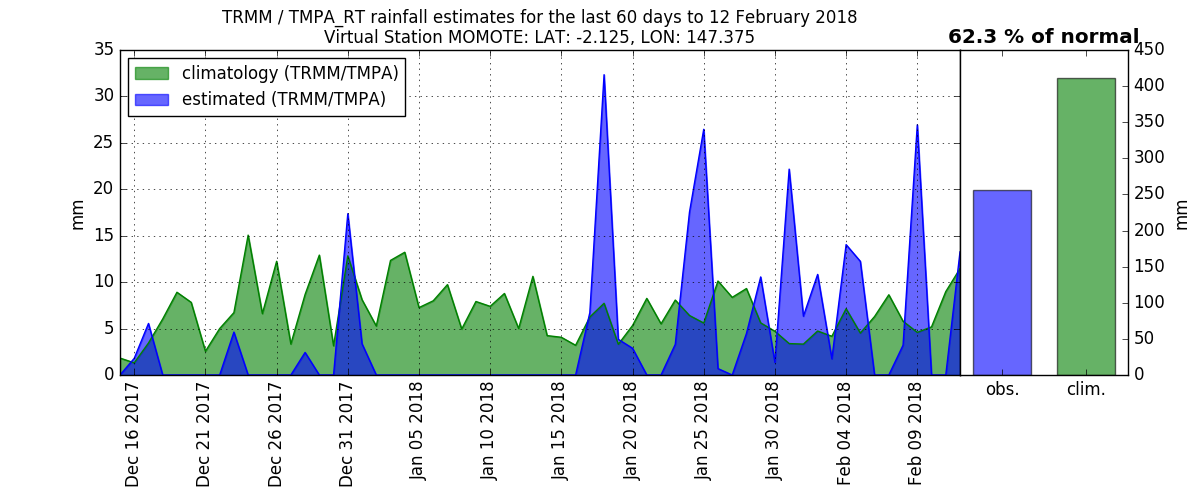 TRMM / TMPA_RT rainfall estimates for the last 60 days to 12 February 2018
Virtual Station MOMOTE: LAT: -2.125, LON: 147.375
62.3 % of normal
climatology (TRMM/TMPA)
estimated (TRMM/TMPA)
35
30
25
20
15
10
5
0
mm
Dec 16 2017
Dec 21 2017
Dec 26 2017
Dec 31 2017
Jan 05 2018
Jan 10 2018
Jan 15 2018
Jan 20 2018
Jan 25 2018
Jan 30 2018
Feb 04 2018
Feb 09 2018
obs.
clim.
450
400
350
300
250
200
150
100
50
0
mm